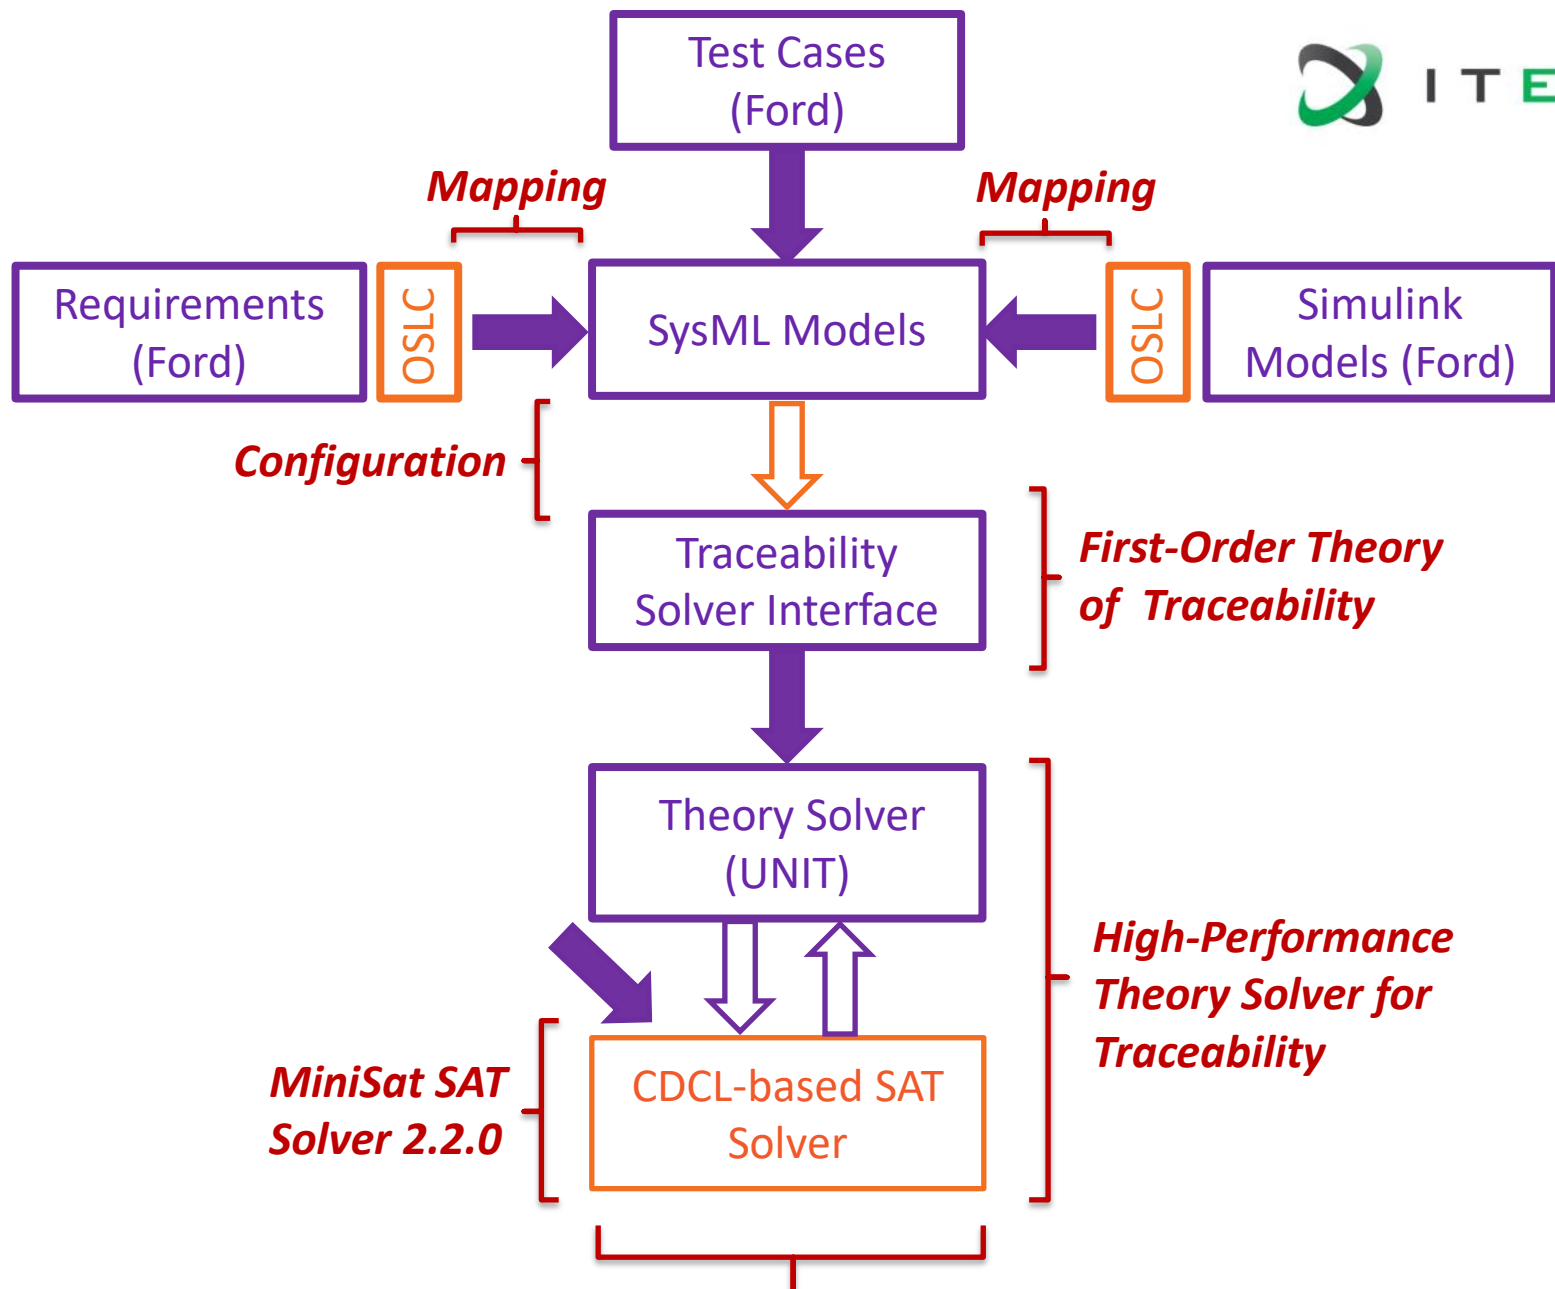 Test Cases
(Ford)
ITE
Mapping
Mapping
Requirements
(Ford)
OSLC
SysML Models
OSLC
Simulink
Models (Ford)
Configuration
Traceability
Solver Interface
First-Order Theory
of Traceability
Theory Solver
(UNIT)
High-Performance
Theory Solver for
Traceability
MiniSat SAT
Solver 2.2.0
CDCL-based SAT
Solver